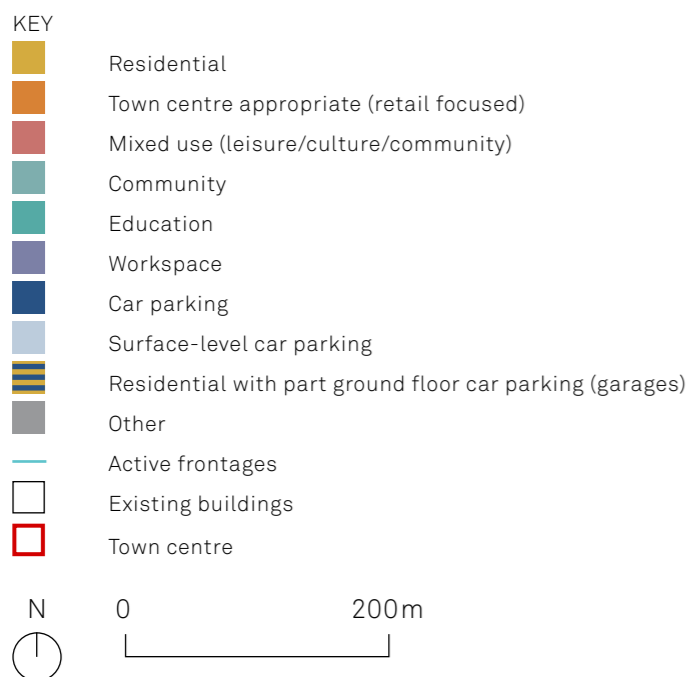 KEY
Residential
Town centre appropriate (retail focused)
Mixed use (leisure/culture/community)
Community
Education
Workspace
Car parking
Surface-level car parking
Residential with part ground floor car parking (garages)
Other
Active frontages
Existing buildings
Town centre
N 0 200m